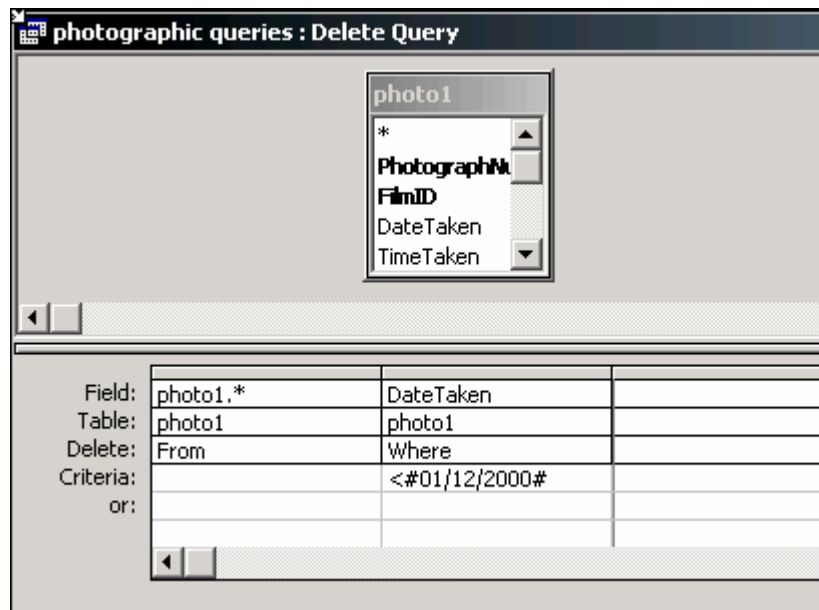 photographic queries : Delete Query
photo1
*
PhotographNu
FilmID
DateTaken
TimeTaken
Field: photo1.* DateTaken
Table: photo1 photo1
Delete: From Where
Criteria: <#01/12/2000#
or: